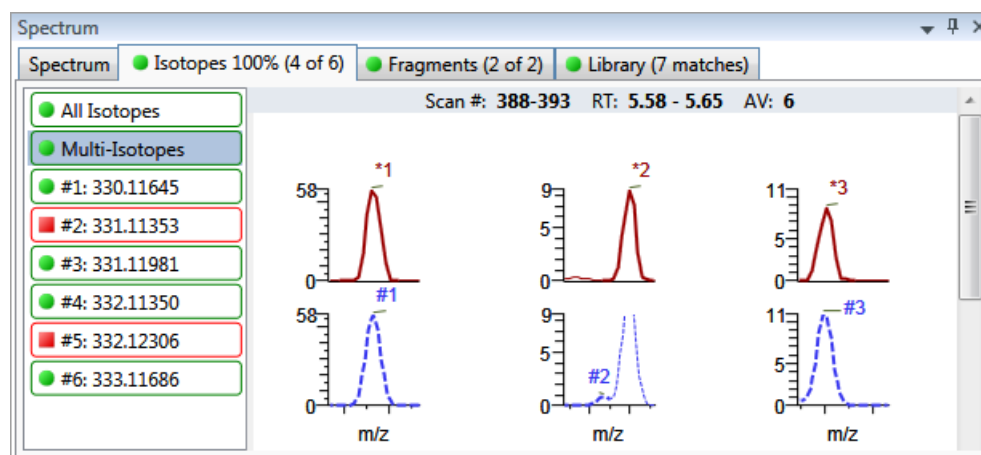 Spectrum
Spectrum Isotopes 100% (4 of 6) Fragments (2 of 2) Library (7 matches)
All Isotopes
Multi-Isotopes
#1: 330.11645
#2: 331.11353
#3: 331.11981
#4: 332.11350
#5: 332.12306
#6: 333.11686
Scan #: 388-393 RT: 5.58 - 5.65 AV: 6
*1 *2 *3
58 9 11
5 5
0 0 0
#1 #2 #3
58 9 11
5 5
0 0 0
m/z m/z m/z